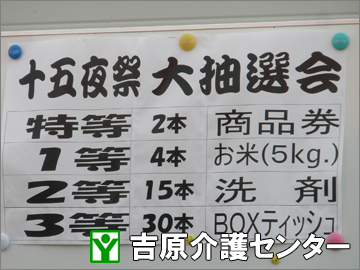 十五夜祭 大抽選会
特等 2本 商品券
1等 4本 お米(5kg.)
2等 15本 洗剤
3等 30本 BOXティッシュ
吉原介護センター